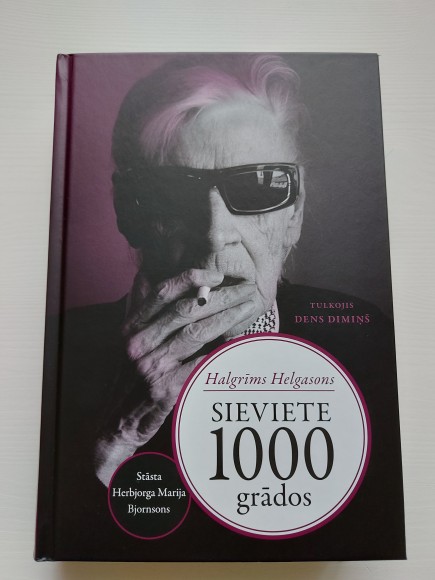 TULKOJIS
DENS DIMIŅŠ
Halgrīms Helgasons
SIEVIETE
1000
grādos
Stāsta
Herbjorga Marija
Bjornsons